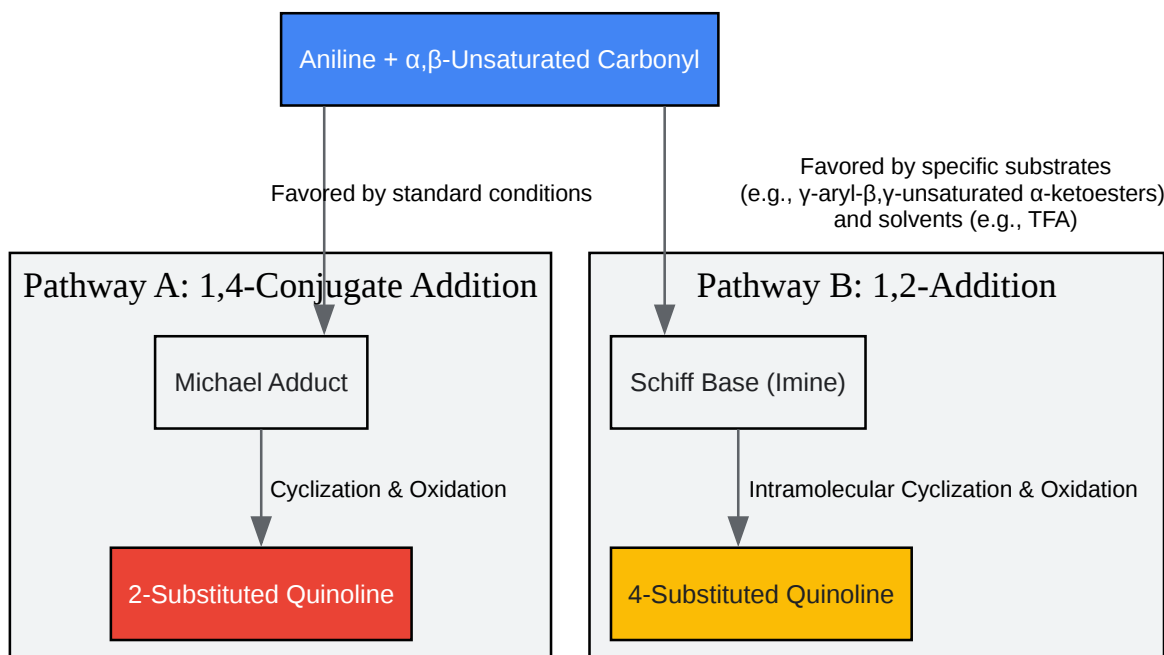 Aniline + α,β-Unsaturated Carbonyl
Favored by standard conditions
Favored by specific substrates
(e.g., γ-aryl-β,γ-unsaturated α-ketoesters)
and solvents (e.g., TFA)
Pathway A: 1,4-Conjugate Addition
Michael Adduct
Cyclization & Oxidation
2-Substituted Quinoline
Pathway B: 1,2-Addition
Schiff Base (Imine)
Intramolecular Cyclization & Oxidation
4-Substituted Quinoline